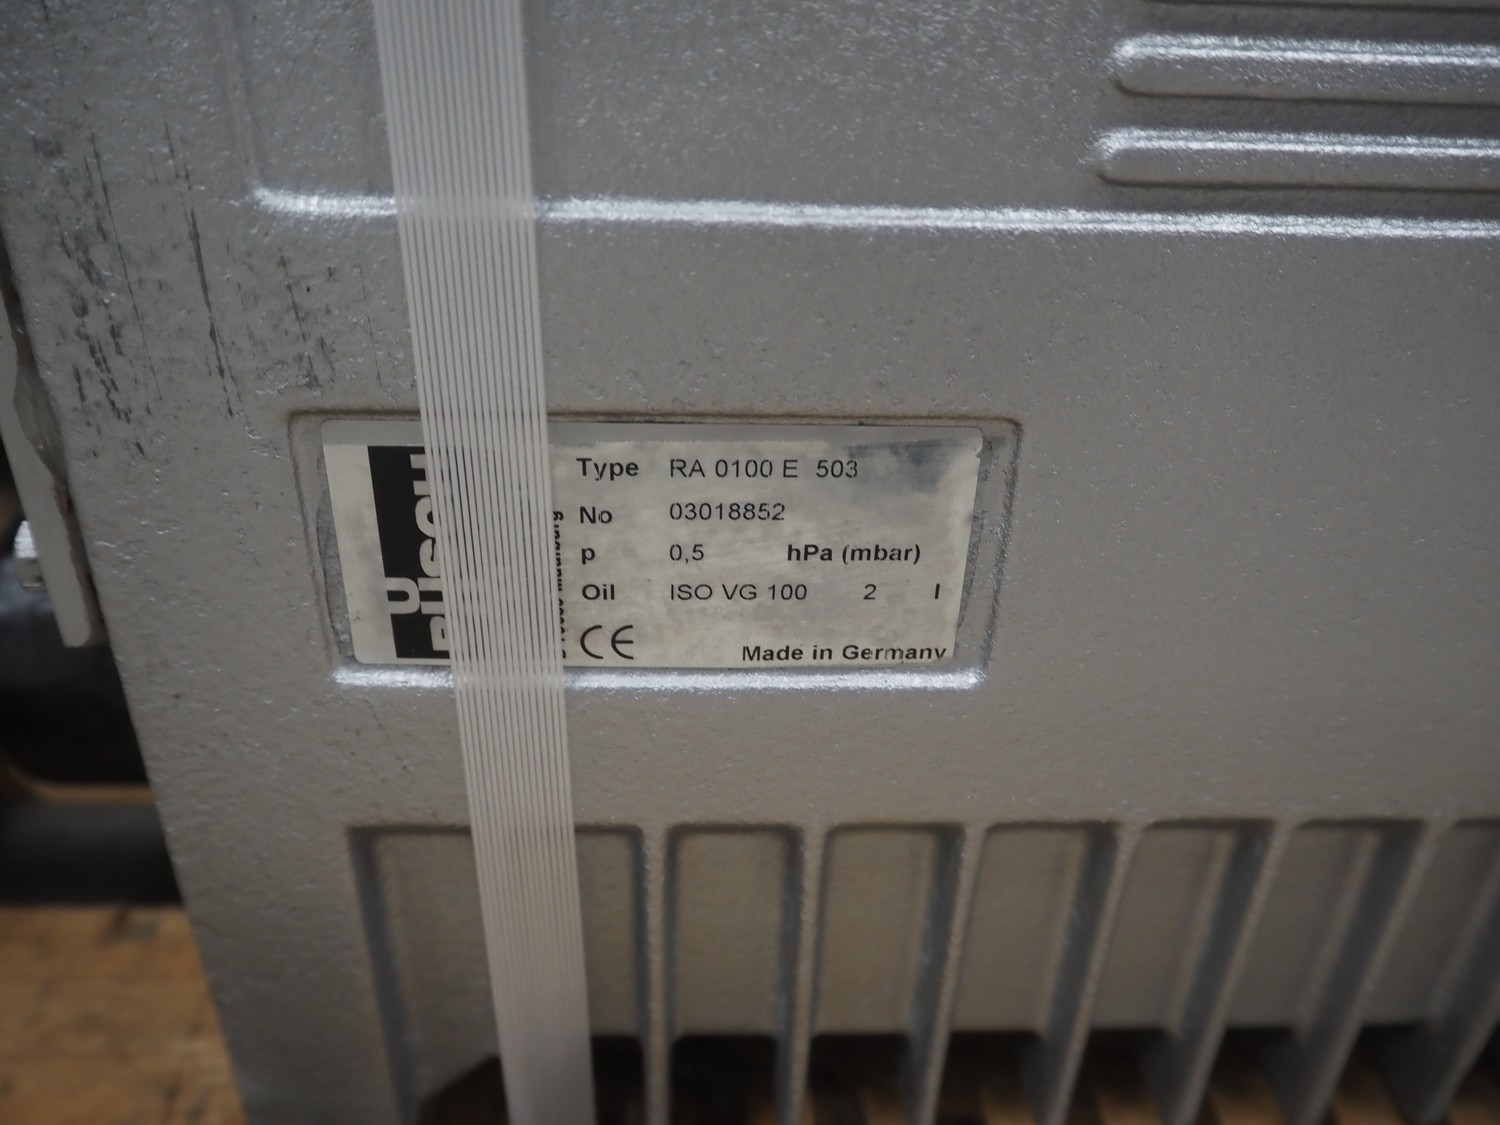 Type RA 0100 E 503
No 03018852
p 0,5 hPa (mbar)
Oil ISO VG 100 2 l
CE
Made in Germany